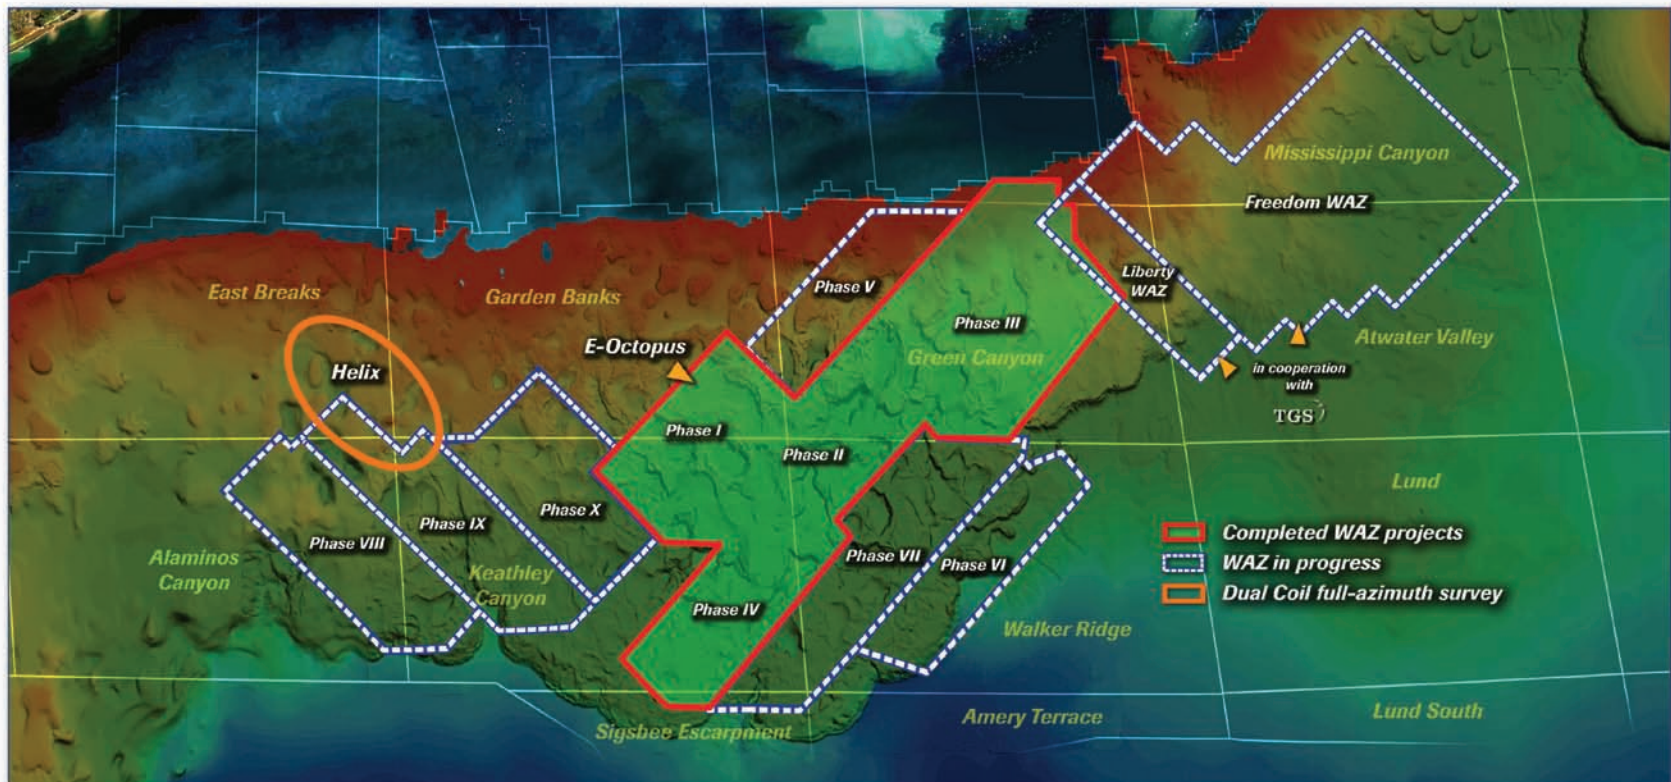 Mississippi Canyon
Freedom WAZ
East Breaks
Garden Banks
Phase V
Liberty
WAZ
Phase III
Green Canyon
Atwater Valley
E-Octopus
Helix
in cooperation
with
TGS
Phase I
Phase II
Lund
Phase X
Phase IX
Phase VIII
Alaminos
Canyon
Keathley
Canyon
Phase VII
Phase VI
Phase IV
Completed WAZ projects
WAZ in progress
Dual Coil full-azimuth survey
Walker Ridge
Amery Terrace
Lund South
Sigsbee Escarpment